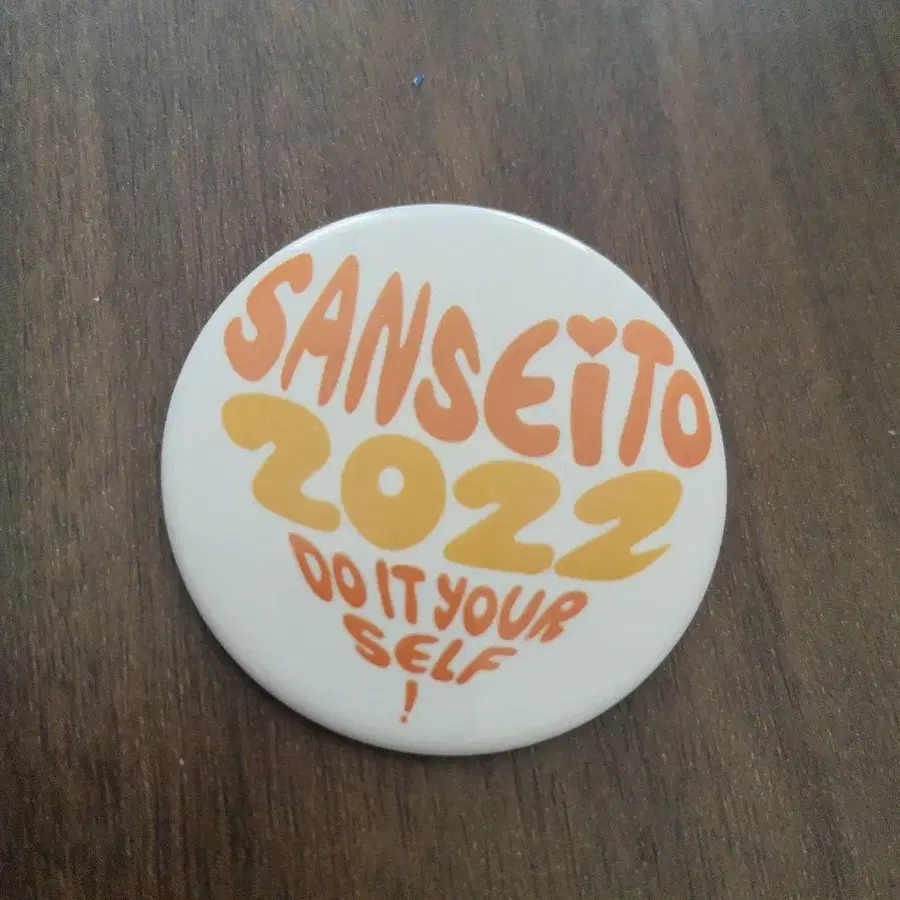 SANSEiTO
2022
DO IT YOUR
SELF
!